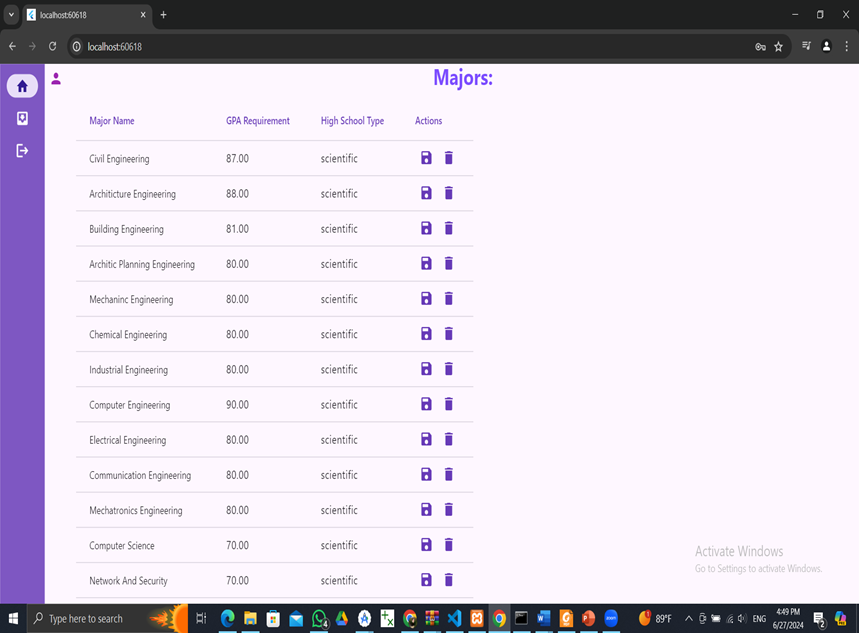 localhost:60618
localhost:60618
Majors:
Major Name GPA Requirement High School Type Actions
Civil Engineering 87.00 scientific
Architicture Engineering 88.00 scientific
Building Engineering 81.00 scientific
Architic Planning Engineering 80.00 scientific
Mechaninc Engineering 80.00 scientific
Chemical Engineering 80.00 scientific
Industrial Engineering 80.00 scientific
Computer Engineering 90.00 scientific
Electrical Engineering 80.00 scientific
Communication Engineering 80.00 scientific
Mechatronics Engineering 80.00 scientific
Computer Science 70.00 scientific
Network And Security 70.00 scientific
Activate Windows
Go to Settings to activate Windows.
Type here to search
89°F
ENG
4:49 PM
6/27/2024